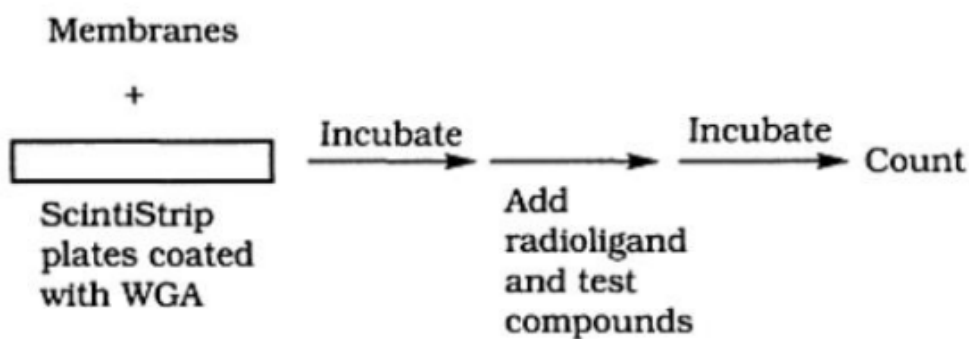 Membranes
+
ScintiStrip
plates coated
with WGA
Incubate
Add
radioligand
and test
compounds
Incubate
Count